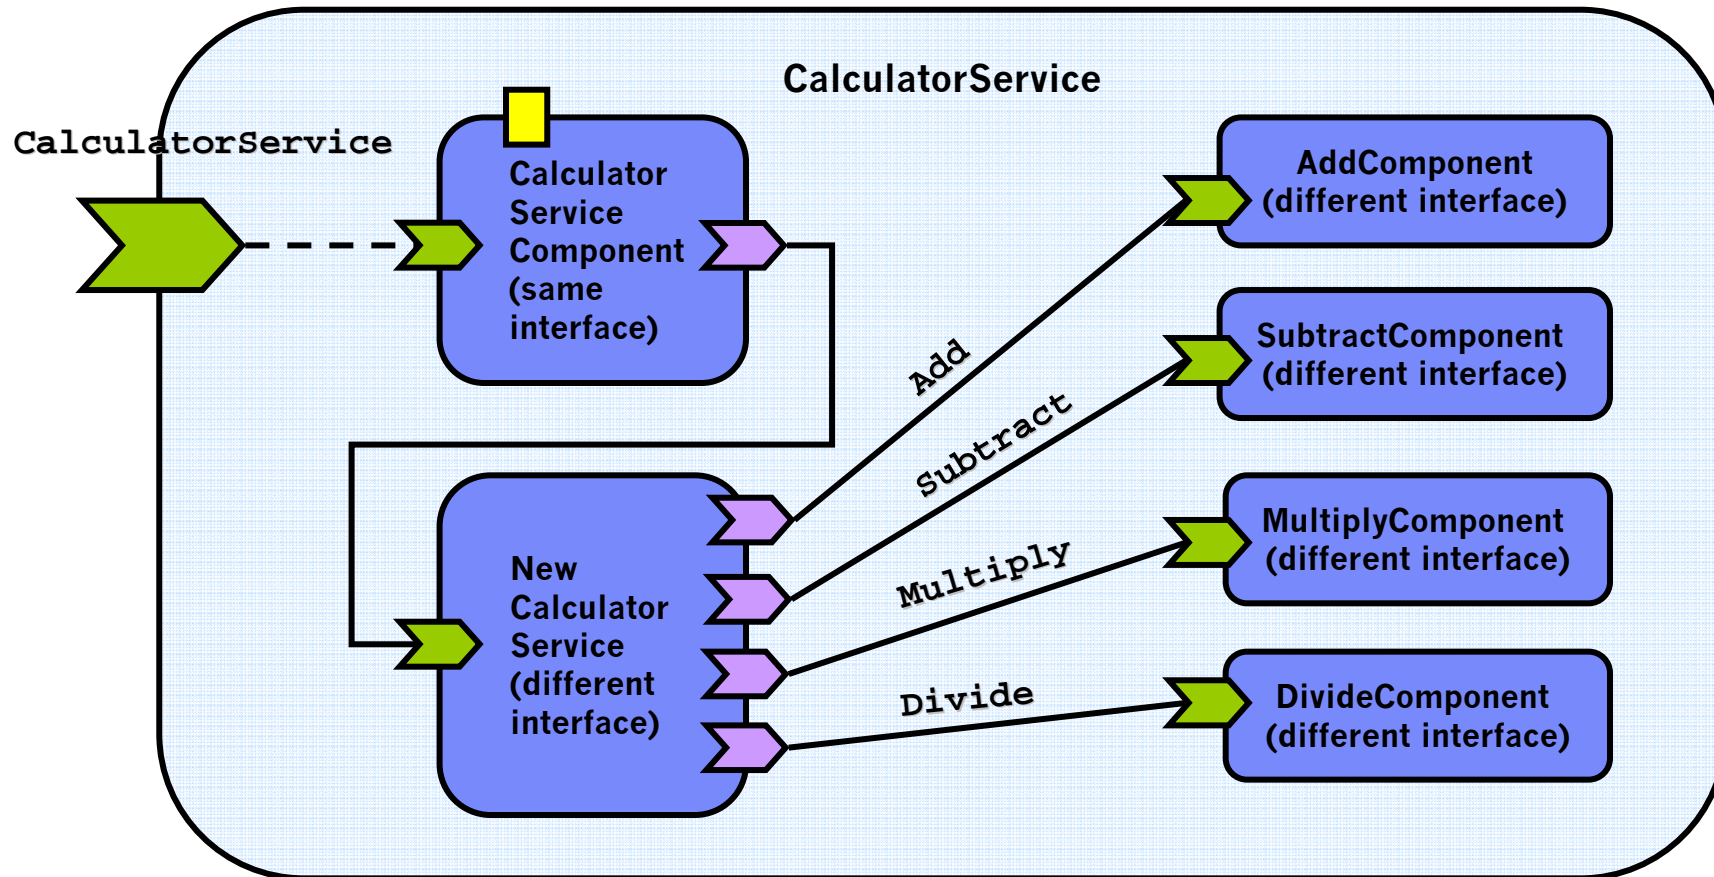 CalculatorService
CalculatorService
Calculator
Service
Component
(same
interface)
AddComponent
(different interface)
SubtractComponent
(different interface)
Add
Subtract
Multiply
Divide
New
Calculator
Service
(different
interface)
MultiplyComponent
(different interface)
DivideComponent
(different interface)